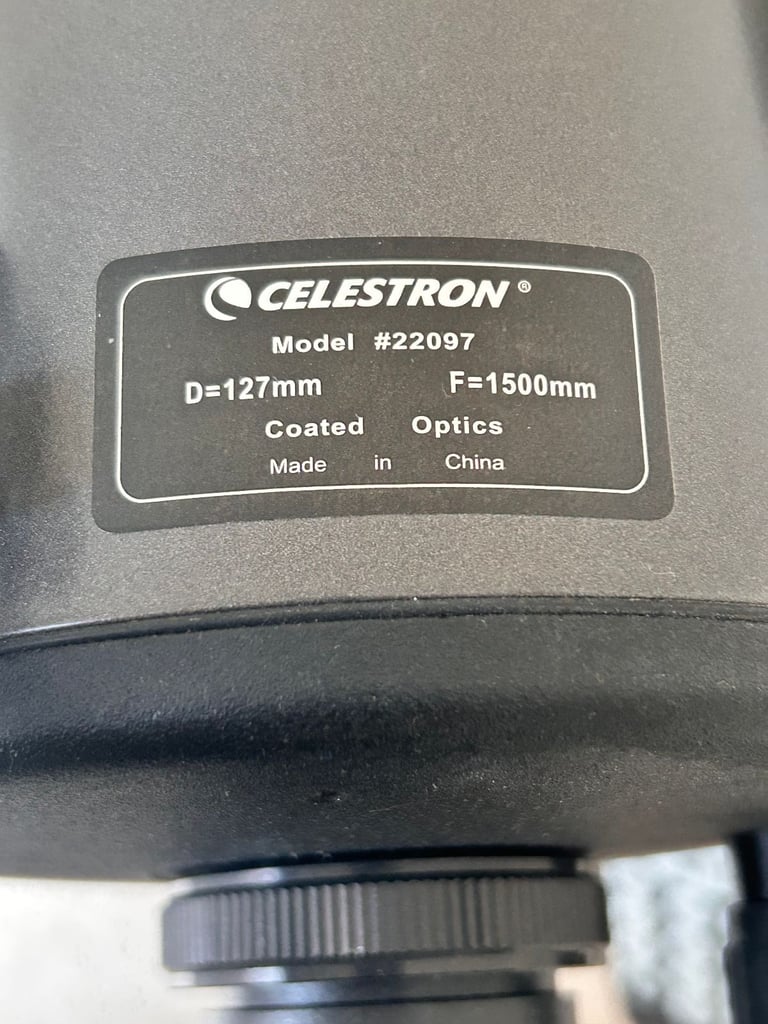 CELESTRON®
Model #22097
D=127mm F=1500mm
Coated Optics
Made in China